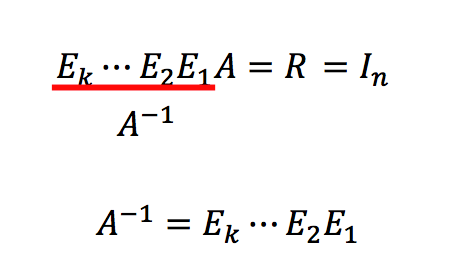 E_k ⋯ E_2E_1A = R = I_n
A^{-1}
A^{-1} = E_k ⋯ E_2E_1